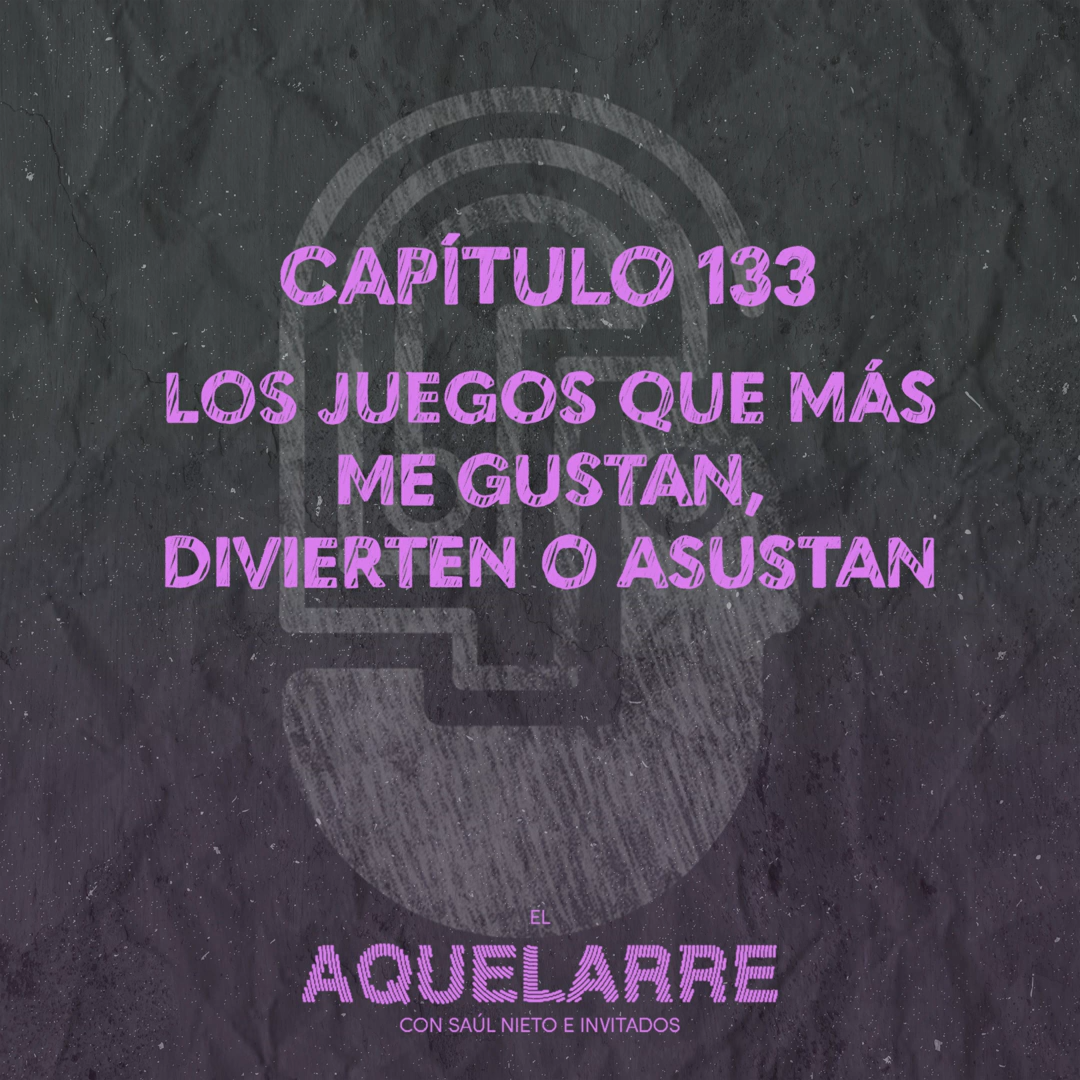 CAPÍTULO 133
LOS JUEGOS QUE MÁS
ME GUSTAN,
DIVIERTEN O ASUSTAN
EL
AQUELARRE
CON SAÚL NIETO E INVITADOS